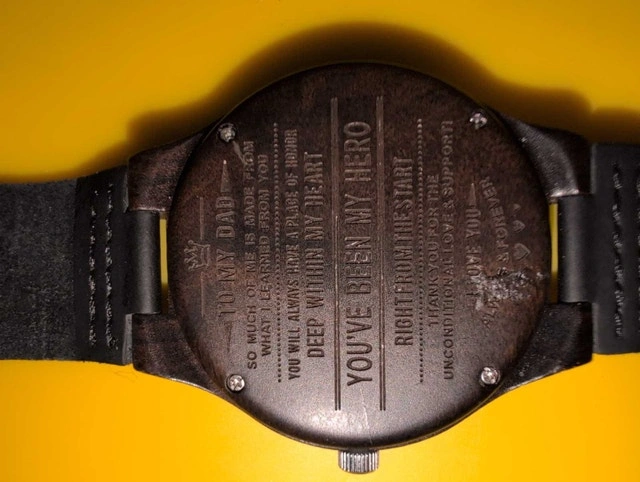 TO MY DAD
SO MUCH OF ME IS MADE FROM
WHAT I LEARNED FROM YOU
YOU WILL ALWAYS HAVE A PLACE OF HONOR
DEEP WITHIN MY HEART
YOU'VE BEEN MY HERO
RIGHT FROM THE START
THANK YOU FOR THE
UNCONDITIONAL LOVE & SUPPORT!
I LOVE YOU
& FOREVER